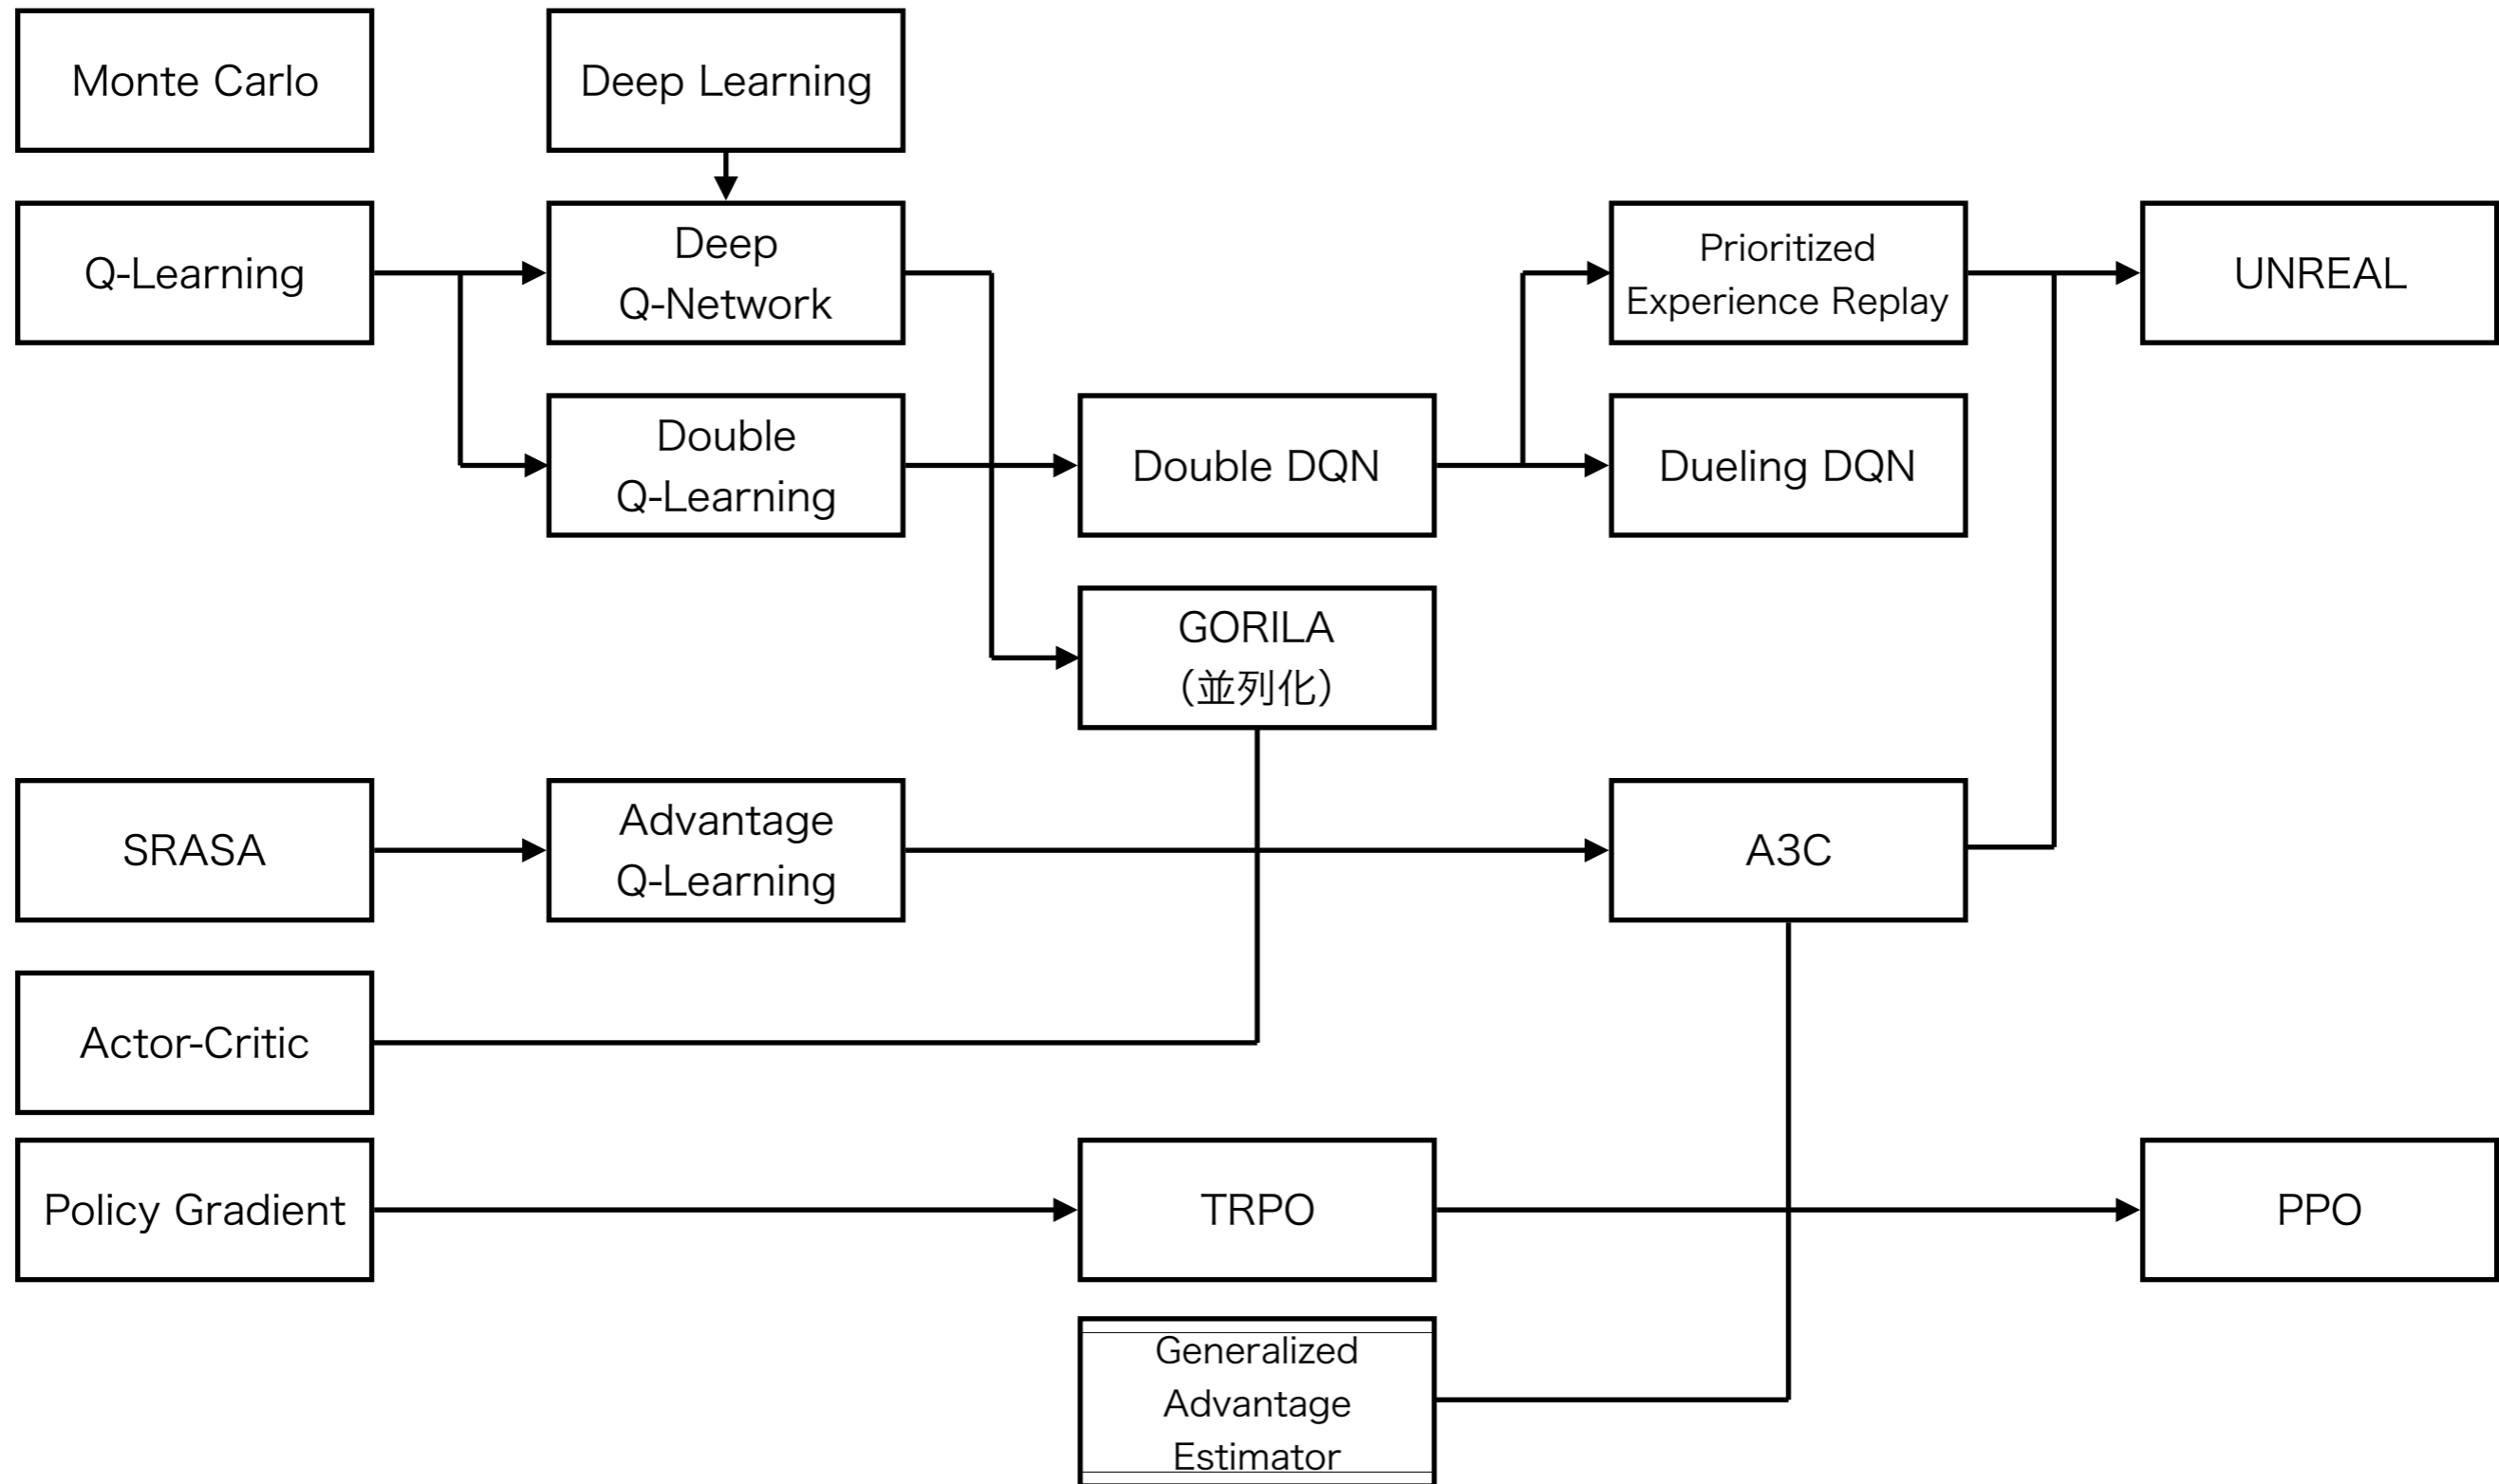 Monte Carlo
Deep Learning
Q-Learning
Deep
Q-Network
Prioritized
Experience Replay
UNREAL
Double
Q-Learning
Double DQN
Dueling DQN
GORILA
（並列化）
SRASA
Advantage
Q-Learning
A3C
Actor-Critic
Policy Gradient
TRPO
PPO
Generalized
Advantage
Estimator